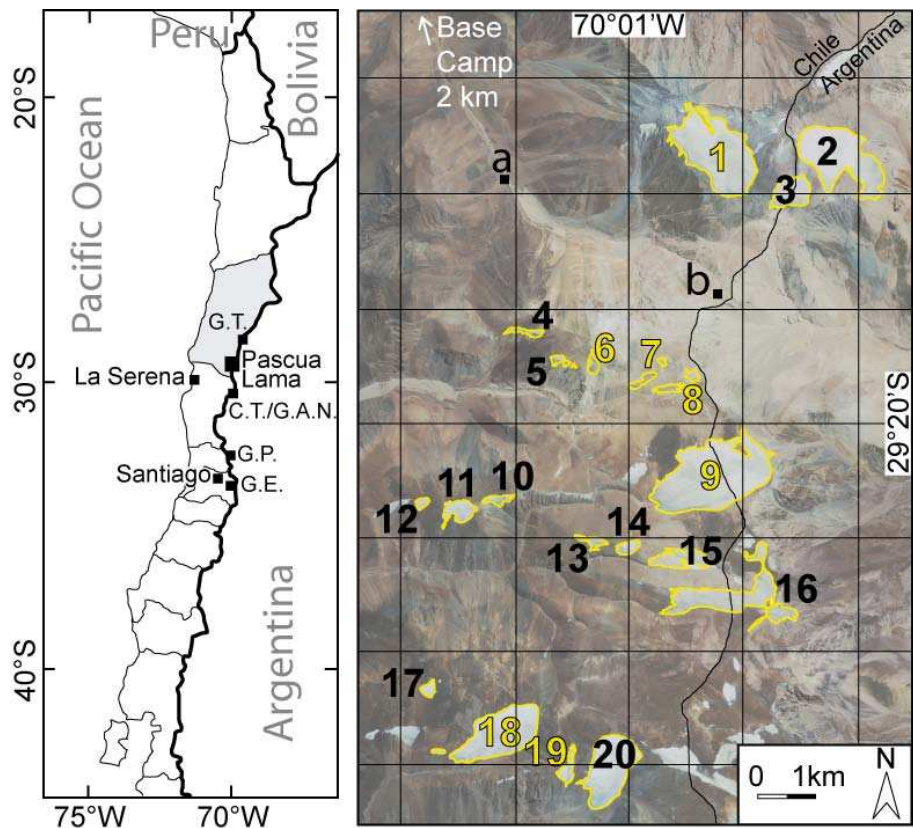 Peru
Bolivia
Pacific Ocean
Argentina
20°S
30°S
40°S
75°W
70°W
G.T.
Pascua
Lama
La Serena
C.T./G.A.N.
G.P.
Santiago
G.E.
Base
Camp
2 km
70°01'W
Chile
Argentina
29°20'S
a
b
1
2
3
4
5
6
7
8
9
10
11
12
13
14
15
16
17
18
19
20
0 1km
N